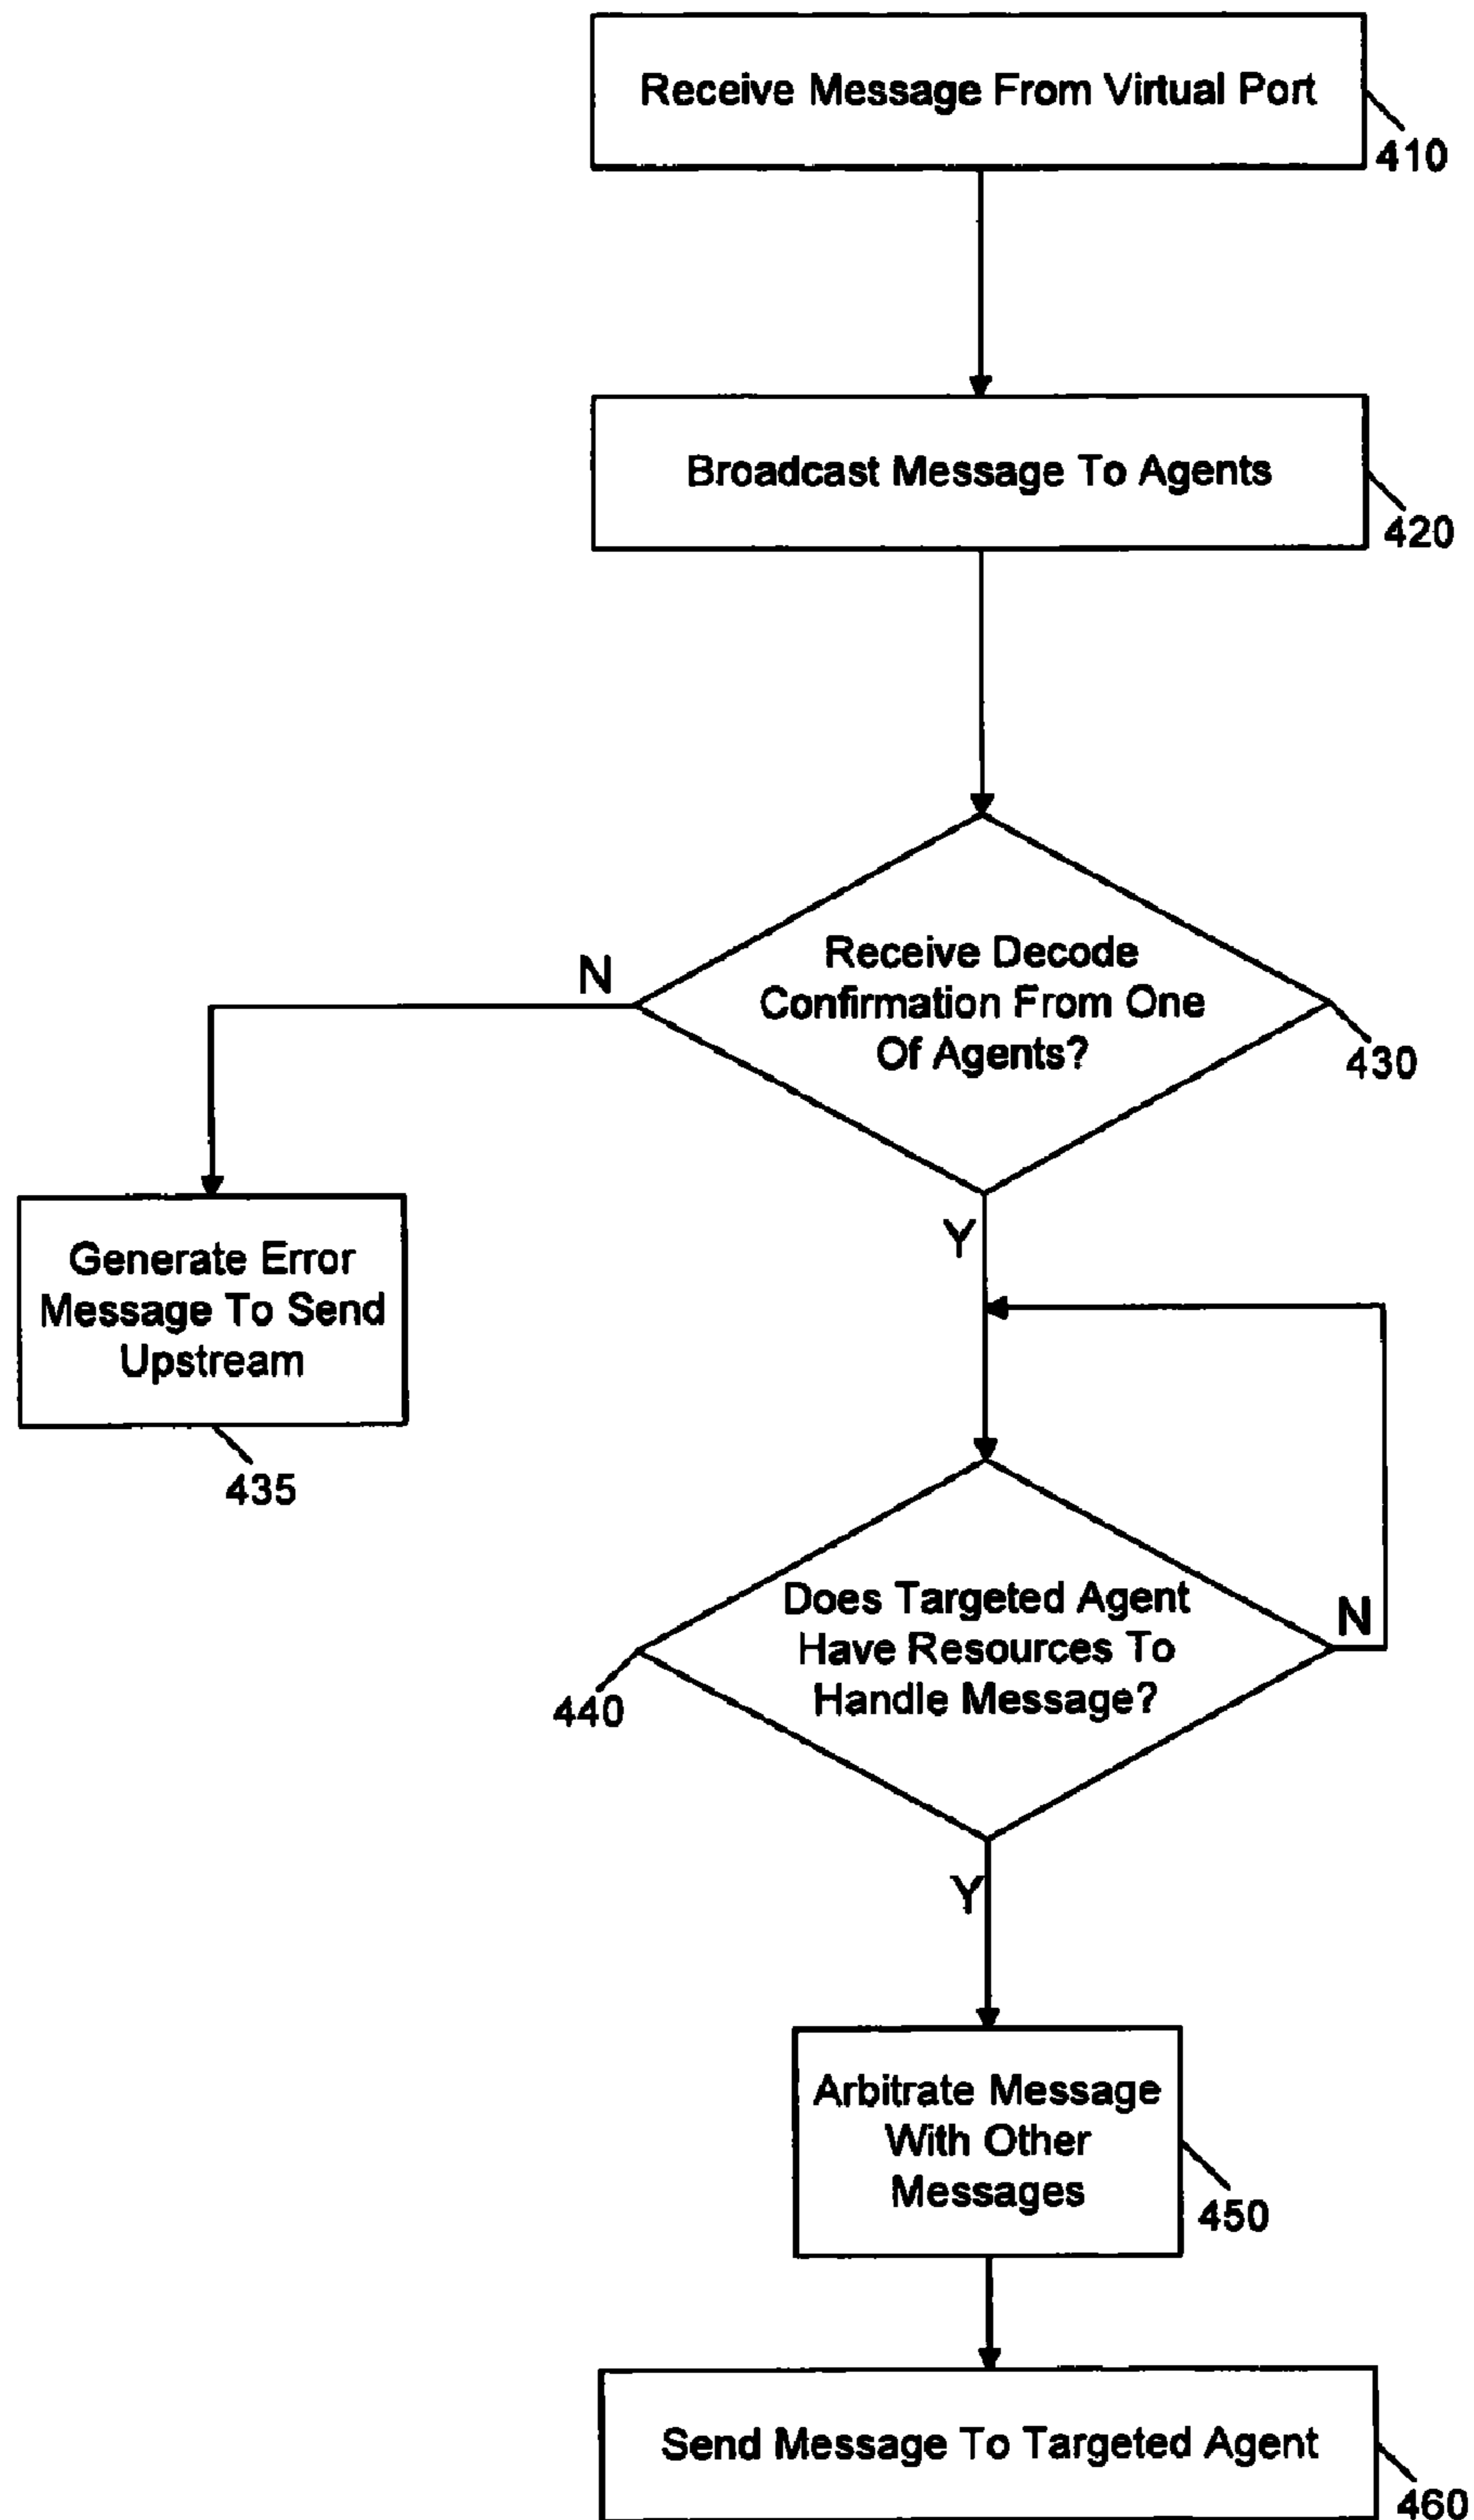 Receive Message From Virtual Port
410
Broadcast Message To Agents
420
Receive Decode
Confirmation From One
Of Agents?
430
N
Y
Generate Error
Message To Send
Upstream
435
Does Targeted Agent
Have Resources To
Handle Message?
N
440
Y
Arbitrate Message
With Other
Messages
450
Send Message To Targeted Agent
460